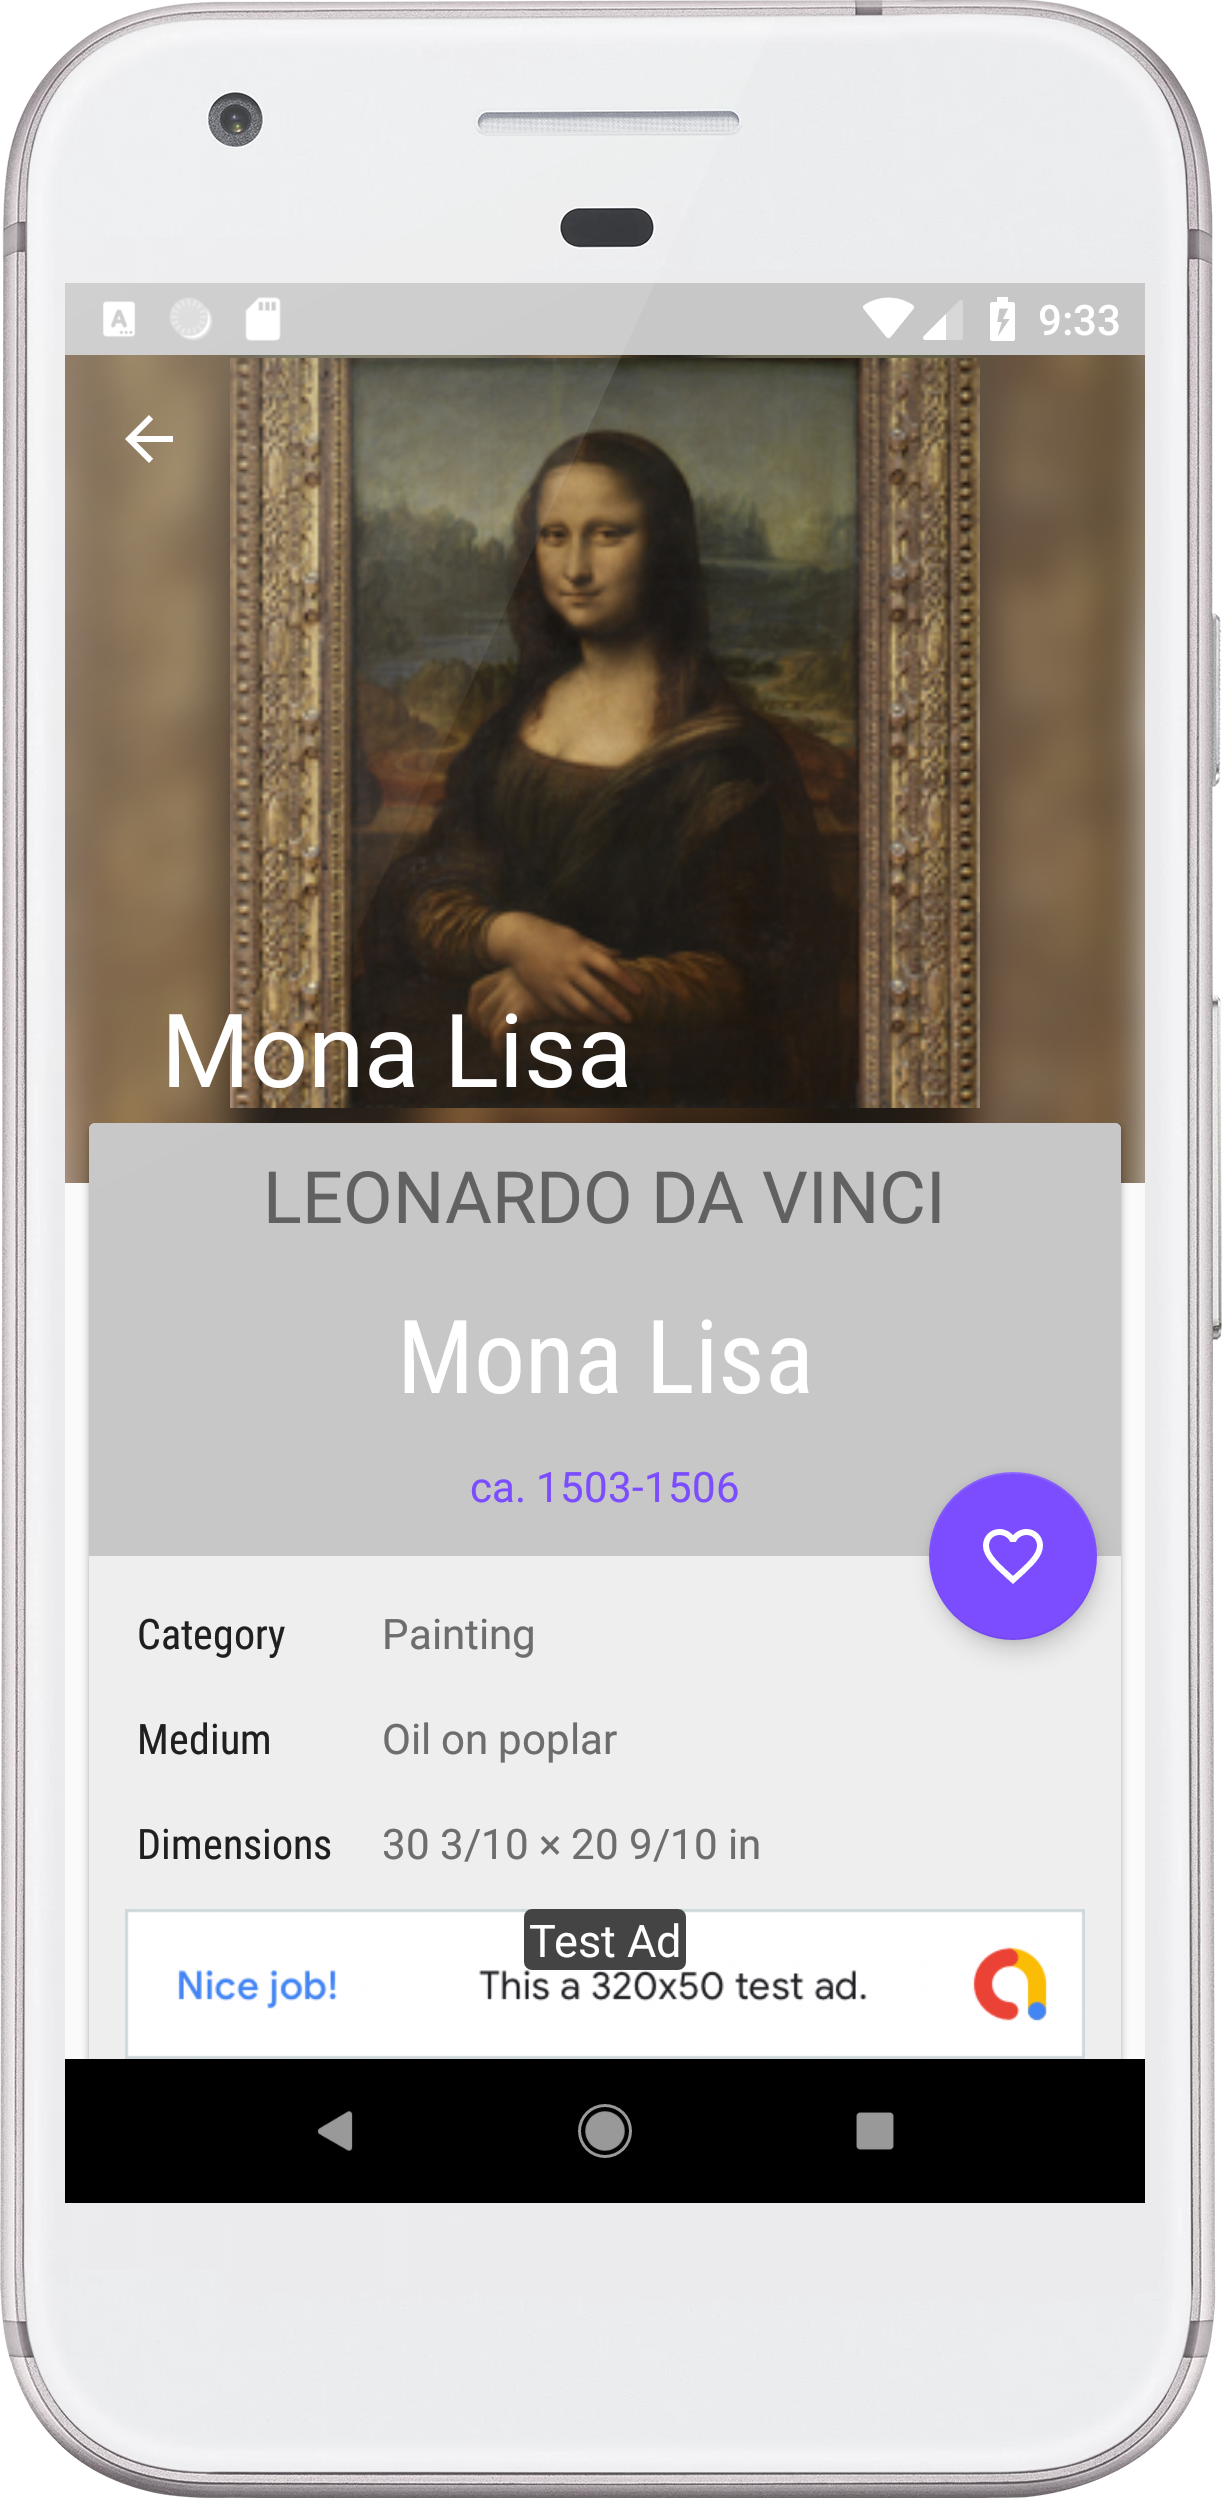 9:33
Mona Lisa
LEONARDO DA VINCI
Mona Lisa
ca. 1503-1506
Category Painting
Medium Oil on poplar
Dimensions 30 3/10 × 20 9/10 in
Test Ad
Nice job! This a 320x50 test ad.